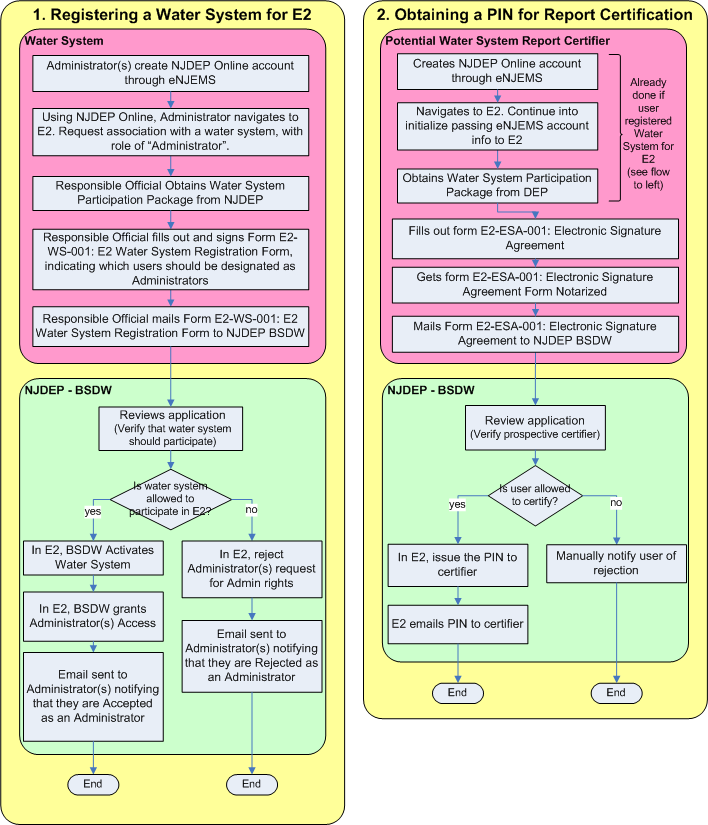 1. Registering a Water System for E2
Water System
Administrator(s) create NJDEP Online account
through eNJEMS
Using NJDEP Online, Administrator navigates to
E2. Request association with a water system, with
role of “Administrator”.
Responsible Official Obtains Water System
Participation Package from NJDEP
Responsible Official fills out and signs Form E2-
WS-001: E2 Water System Registration Form,
indicating which users should be designated as
Administrators
Responsible Official mails Form E2-WS-001: E2
Water System Registration Form to NJDEP BSDW
NJDEP - BSDW
Reviews application
(Verify that water system
should participate)
Is water system
allowed to
participate in E2?
yes
no
In E2, BSDW Activates
Water System
In E2, BSDW grants
Administrator(s) Access
Email sent to
Administrator(s) notifying
that they are Accepted
as an Administrator
End
In E2, reject
Administrator(s) request
for Admin rights
Email sent to
Administrator(s) notifying
that they are Rejected as
an Administrator
End
2. Obtaining a PIN for Report Certification
Potential Water System Report Certifier
Creates NJDEP Online account
through eNJEMS
Navigates to E2. Continue into
initialize passing eNJEMS account
info to E2
Obtains Water System Participation
Package from DEP
Already
done if
user
registered
Water
System for
E2
(see flow
to left)
Fills out form E2-ESA-001: Electronic Signature
Agreement
Gets form E2-ESA-001: Electronic Signature
Agreement Form Notarized
Mails Form E2-ESA-001: Electronic Signature
Agreement to NJDEP BSDW
NJDEP - BSDW
Review application
(Verify prospective certifier)
Is user allowed
to certify?
yes
no
In E2, issue the PIN to
certifier
E2 emails PIN to certifier
End
Manually notify user of
rejection
End